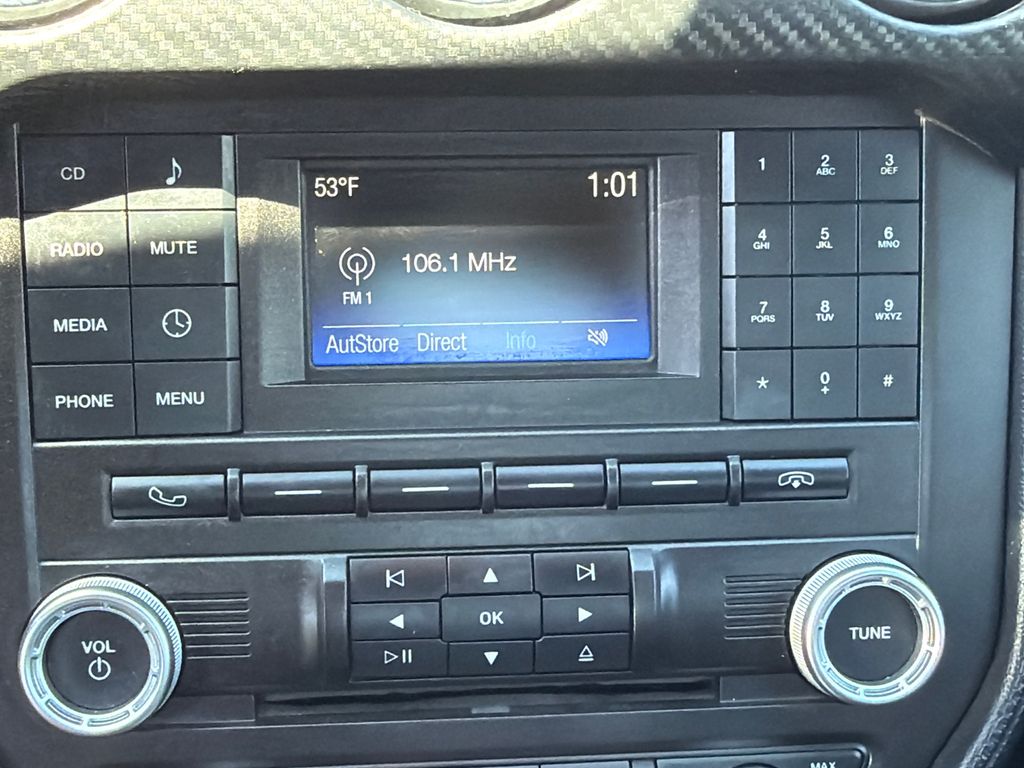 CD
RADIO MUTE
MEDIA
PHONE MENU
53°F 1:01
106.1 MHz
FM 1
AutStore Direct Info
1 2 3
ABC DEF
4 5 6
GHI JKL MNO
7 8 9
PQRS TUV WXYZ
* 0 #
+
OK
VOL
TUNE
MAX